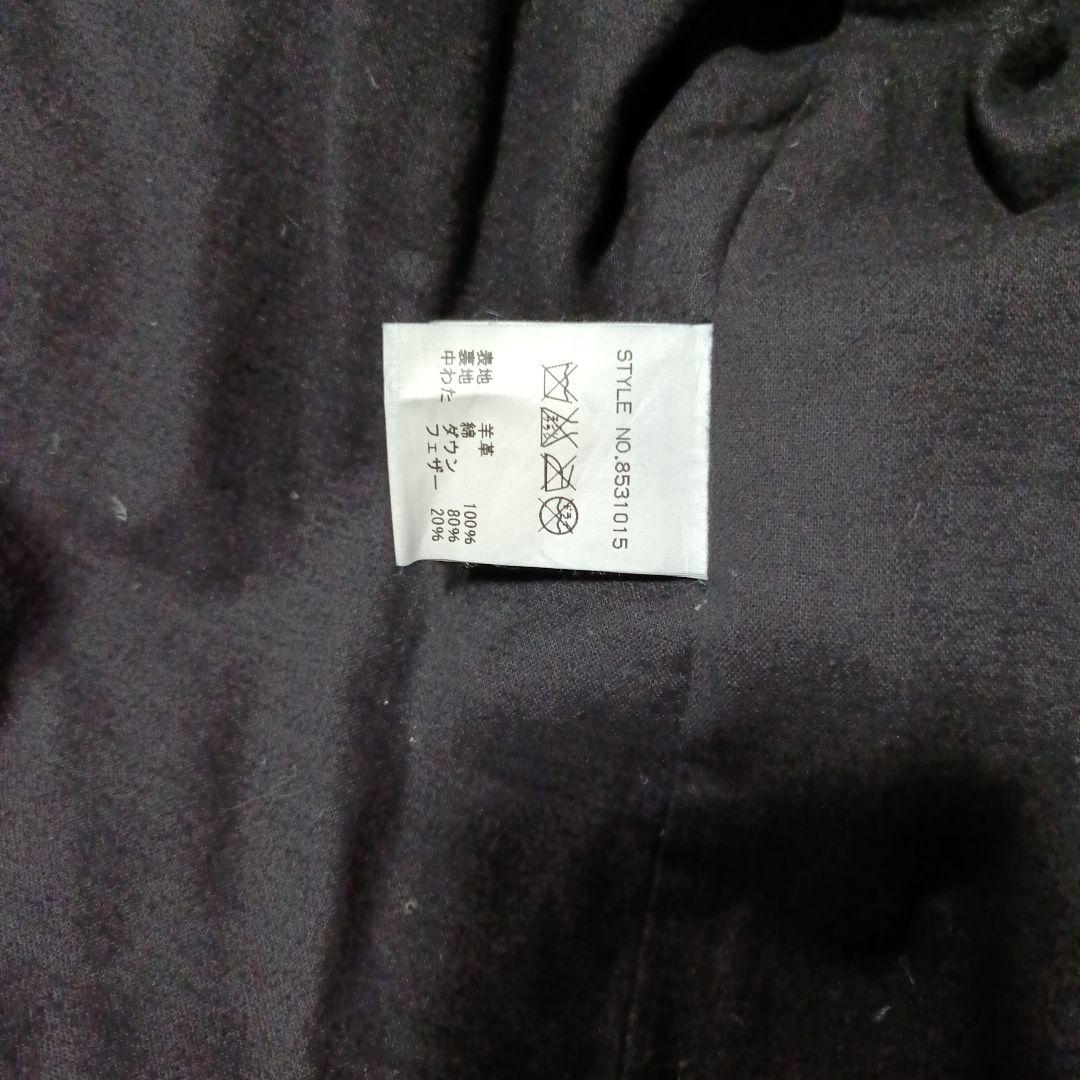 STYLE NO.8531015
表地 羊革
裏地 綿 100%
中わた ダウン 80%
フェザー 20%